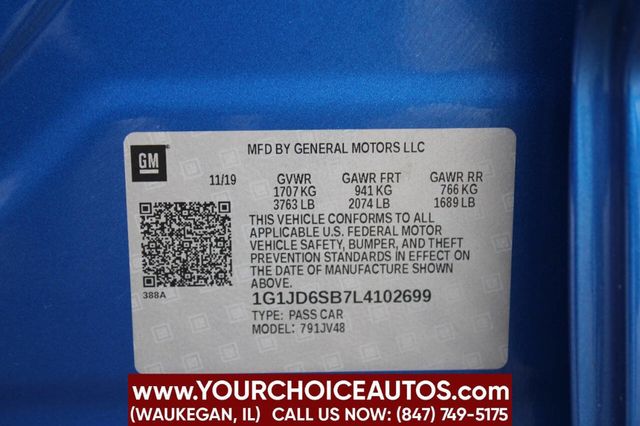 GM
MFD BY GENERAL MOTORS LLC
11/19 GVWR GAWR FRT GAWR RR
1707 KG 941 KG 766 KG
3763 LB 2074 LB 1689 LB
THIS VEHICLE CONFORMS TO ALL
APPLICABLE U.S. FEDERAL MOTOR
VEHICLE SAFETY, BUMPER, AND THEFT
PREVENTION STANDARDS IN EFFECT ON
THE DATE OF MANUFACTURE SHOWN
ABOVE.
388A
1G1JD6SB7L4102699
TYPE: PASS CAR
MODEL: 791JV48
WWW.YOURCHOICEAUTOS.COM
(WAUKEGAN, IL) CALL US NOW: (847) 749-5175